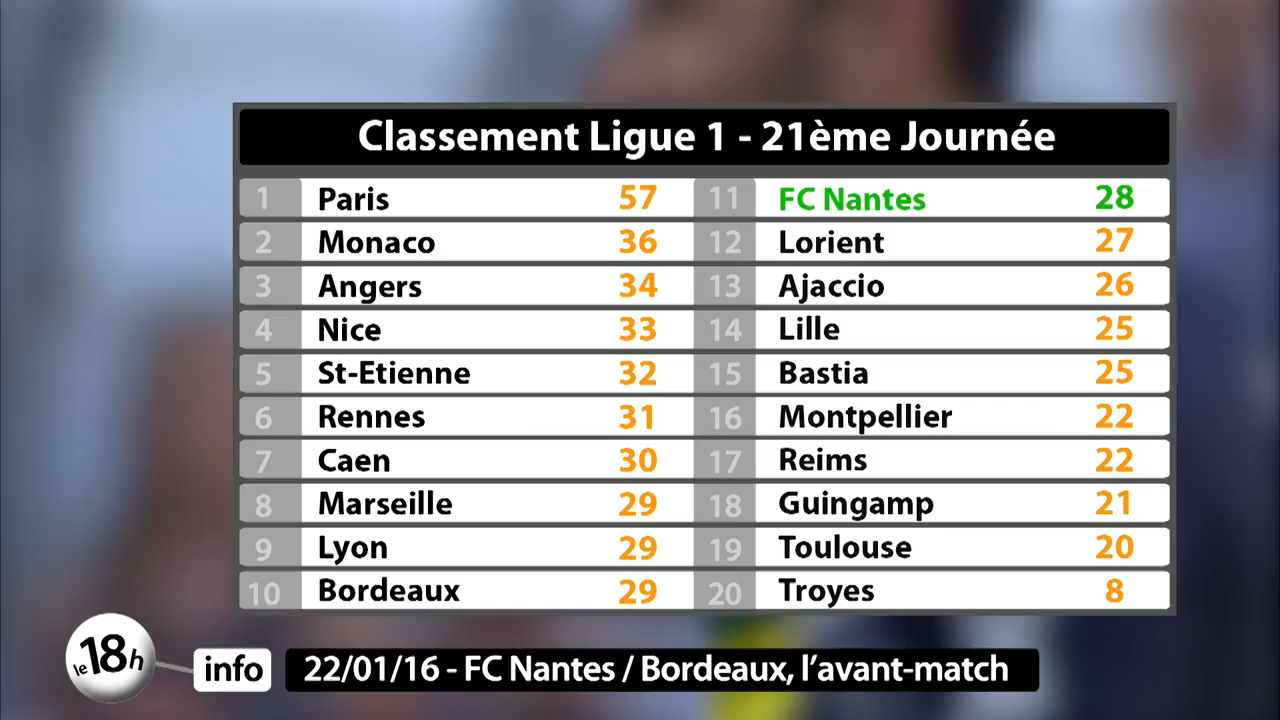 Classement Ligue 1 - 21ème Journée
1 Paris 57
2 Monaco 36
3 Angers 34
4 Nice 33
5 St-Etienne 32
6 Rennes 31
7 Caen 30
8 Marseille 29
9 Lyon 29
10 Bordeaux 29
11 FC Nantes 28
12 Lorient 27
13 Ajaccio 26
14 Lille 25
15 Bastia 25
16 Montpellier 22
17 Reims 22
18 Guingamp 21
19 Toulouse 20
20 Troyes 8
le 18h
info
22/01/16 - FC Nantes / Bordeaux, l’avant-match